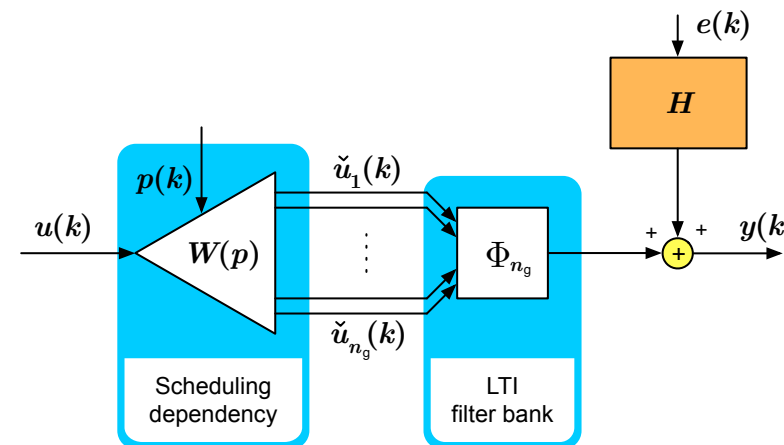 e(k)
H
p(k)
ǔ₁(k)
u(k)
W(p)
Φₙg
+
+
+
y(k
ǔₙg(k)
Scheduling
dependency
LTI
filter bank